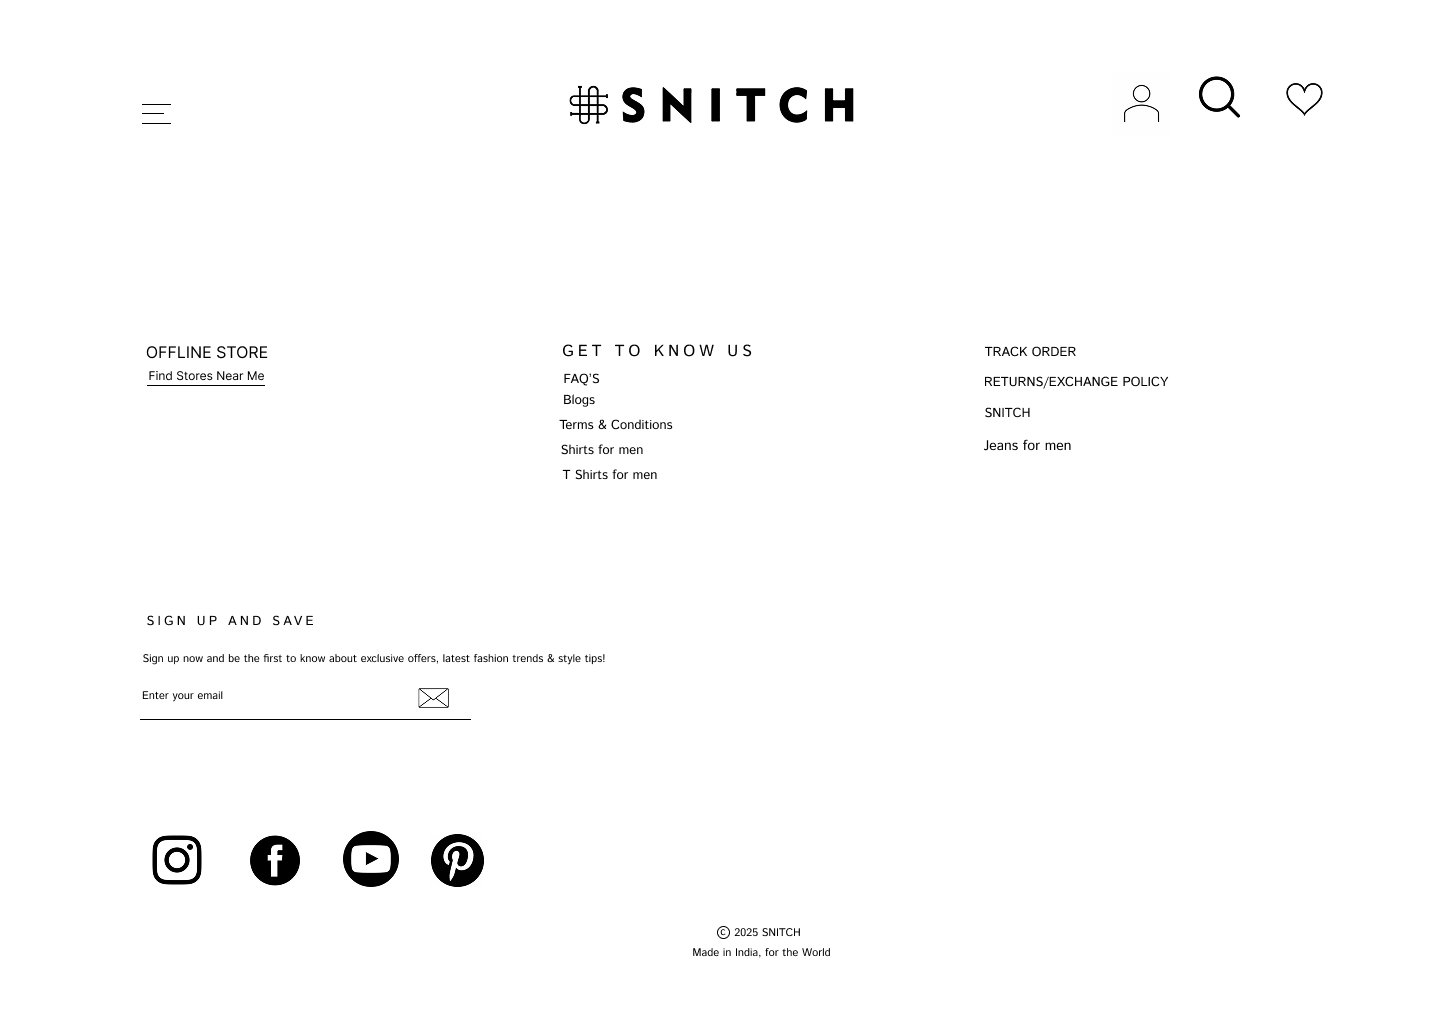 SNITCH
OFFLINE STORE
Find Stores Near Me
GET TO KNOW US
FAQ'S
Blogs
Terms & Conditions
Shirts for men
T Shirts for men
TRACK ORDER
RETURNS/EXCHANGE POLICY
SNITCH
Jeans for men
SIGN UP AND SAVE
Sign up now and be the first to know about exclusive offers, latest fashion trends & style tips!
Enter your email
© 2025 SNITCH
Made in India, for the World